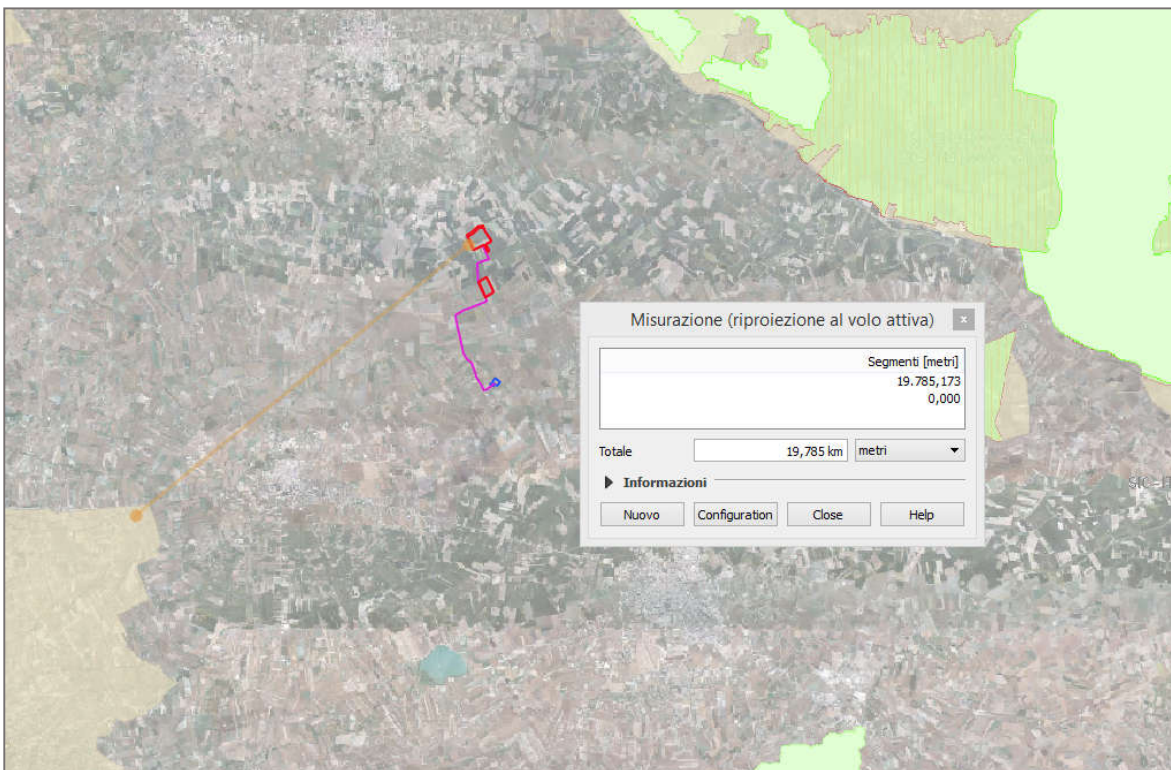 Misurazione (riproiezione al volo attiva)
x
Segmenti [metri]
19.785,173
0,000
Totale
19,785 km
metri
Informazioni
Nuovo
Configuration
Close
Help